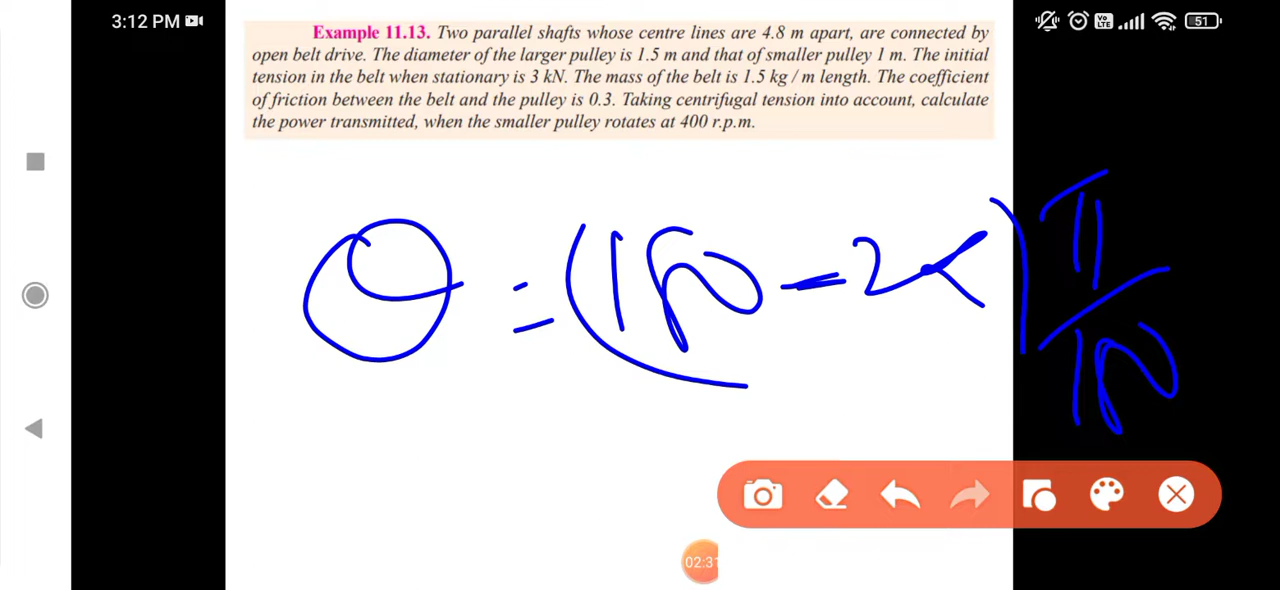 3:12 PM
Vo LTE 51
Example 11.13. Two parallel shafts whose centre lines are 4.8 m apart, are connected by
open belt drive. The diameter of the larger pulley is 1.5 m and that of smaller pulley 1 m. The initial
tension in the belt when stationary is 3 kN. The mass of the belt is 1.5 kg / m length. The coefficient
of friction between the belt and the pulley is 0.3. Taking centrifugal tension into account, calculate
the power transmitted, when the smaller pulley rotates at 400 r.p.m.
θ = (180 - 2α) π/180
02:31